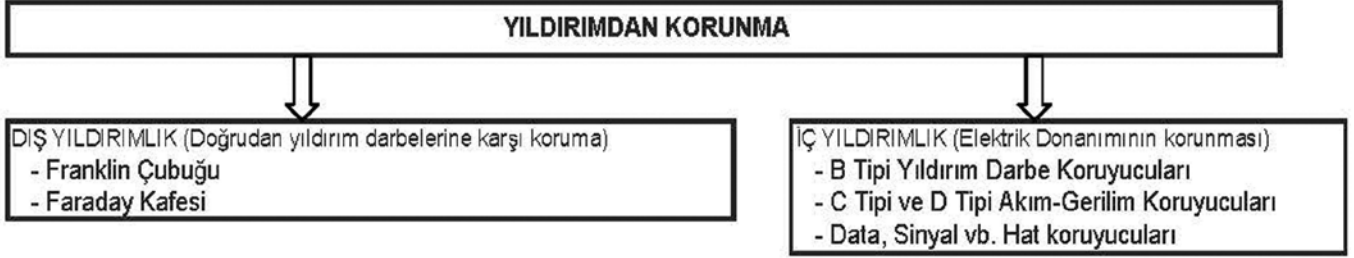 YILDIRIMDAN KORUNMA
DIŞ YILDIRIMLIK (Doğrudan yıldırım darbelerine karşı koruma)
- Franklin Çubuğu
- Faraday Kafesi
İÇ YILDIRIMLIK (Elektrik Donanımının korunması)
- B Tipi Yıldırım Darbe Koruyucuları
- C Tipi ve D Tipi Akım-Gerilim Koruyucuları
- Data, Sinyal vb. Hat koruyucuları